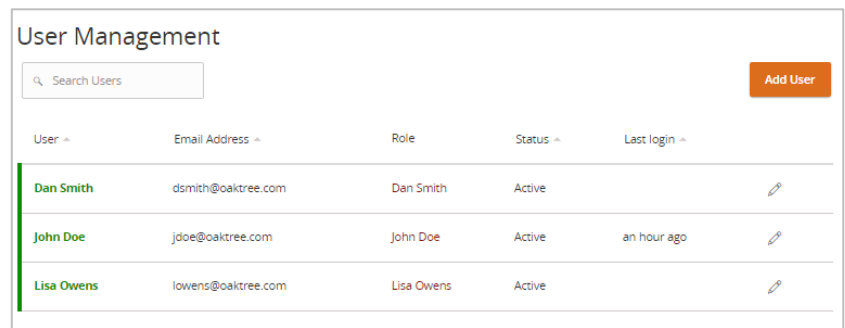 User Management
Search Users
Add User
User Email Address Role Status Last login
Dan Smith dsmith@oaktree.com Dan Smith Active
John Doe jdoe@oaktree.com John Doe Active an hour ago
Lisa Owens lowens@oaktree.com Lisa Owens Active